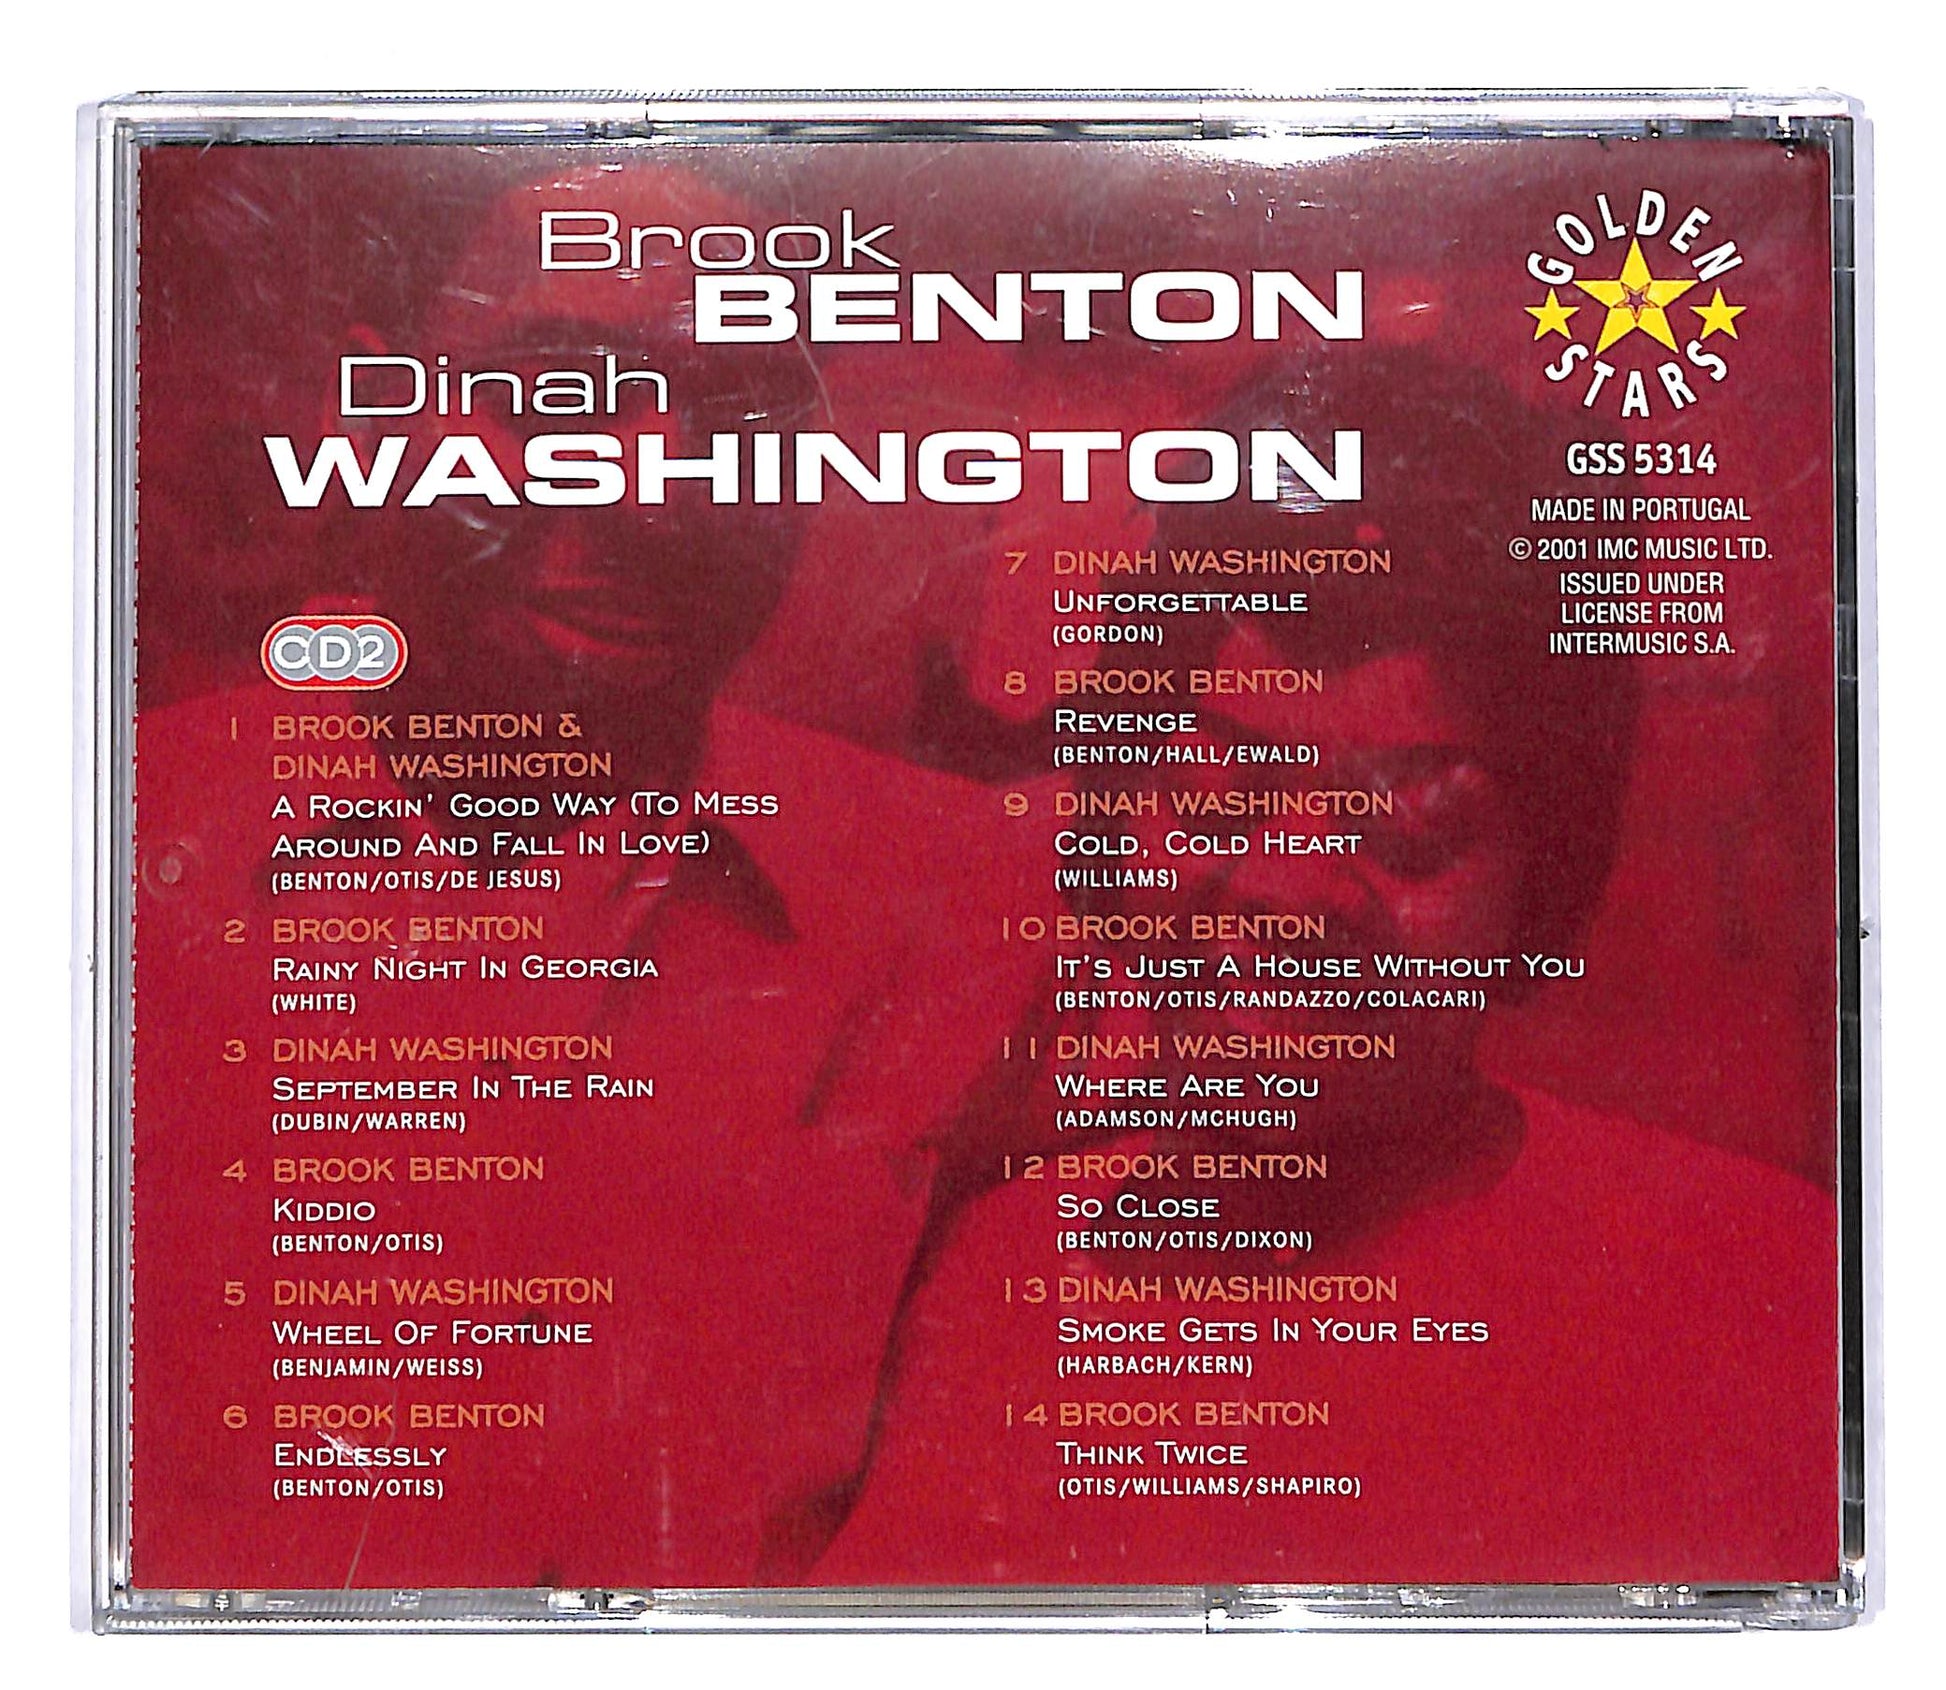 Brook
BENTON
Dinah
WASHINGTON
GOLDEN
STARS
GSS 5314
MADE IN PORTUGAL
© 2001 IMC MUSIC LTD.
ISSUED UNDER
LICENSE FROM
INTERMUSIC S.A.
CD2
1 BROOK BENTON &
DINAH WASHINGTON
A ROCKIN' GOOD WAY (TO MESS
AROUND AND FALL IN LOVE)
(BENTON/OTIS/DE JESUS)
2 BROOK BENTON
RAINY NIGHT IN GEORGIA
(WHITE)
3 DINAH WASHINGTON
SEPTEMBER IN THE RAIN
(DUBIN/WARREN)
4 BROOK BENTON
KIDDIO
(BENTON/OTIS)
5 DINAH WASHINGTON
WHEEL OF FORTUNE
(BENJAMIN/WEISS)
6 BROOK BENTON
ENDLESSLY
(BENTON/OTIS)
7 DINAH WASHINGTON
UNFORGETTABLE
(GORDON)
8 BROOK BENTON
REVENGE
(BENTON/HALL/EWALD)
9 DINAH WASHINGTON
COLD, COLD HEART
(WILLIAMS)
10 BROOK BENTON
IT'S JUST A HOUSE WITHOUT YOU
(BENTON/OTIS/RANDAZZO/COLACARI)
11 DINAH WASHINGTON
WHERE ARE YOU
(ADAMSON/MCHUGH)
12 BROOK BENTON
SO CLOSE
(BENTON/OTIS/DIXON)
13 DINAH WASHINGTON
SMOKE GETS IN YOUR EYES
(HARBACH/KERN)
14 BROOK BENTON
THINK TWICE
(OTIS/WILLIAMS/SHAPIRO)